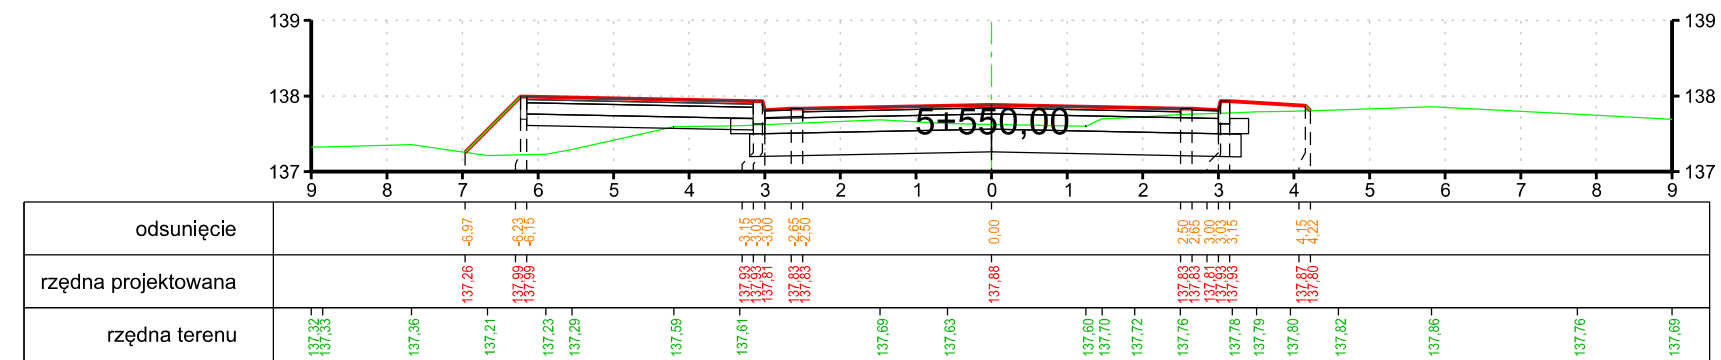 139 139
138 138
5+550,00
137 137
9 8 7 6 5 4 3 2 1 0 1 2 3 4 5 6 7 8 9
odsunięcie -6,97 -6,23 -6,15 -3,15 -3,03 -3,00 -2,65 -2,50 0,00 2,50 2,65 3,00 3,03 3,15 4,15 4,22
rzędna projektowana 137,26 137,99 137,99 137,93 137,93 137,81 137,83 137,83 137,88 137,83 137,83 137,81 137,93 137,93 137,87 137,80
rzędna terenu 137,32 137,33 137,36 137,21 137,23 137,29 137,59 137,61 137,69 137,63 137,60 137,70 137,72 137,76 137,78 137,79 137,80 137,82 137,86 137,76 137,69